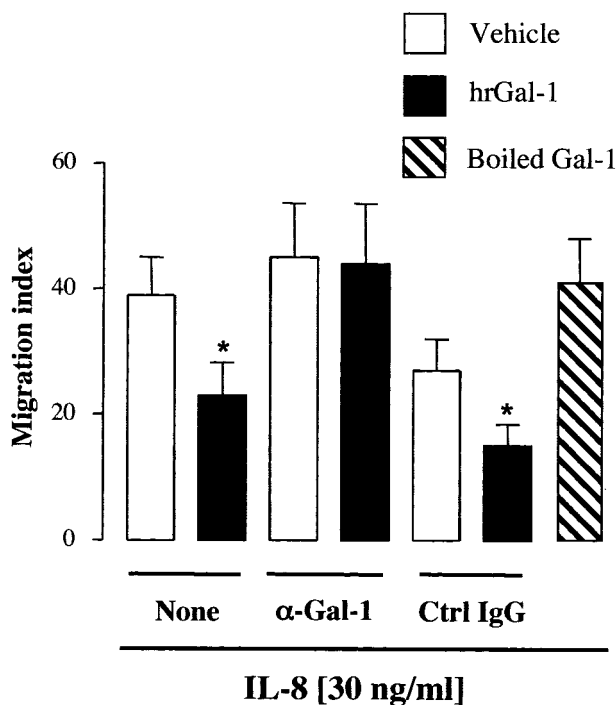 Vehicle
hrGal-1
Boiled Gal-1
60
40
20
0
Migration index
*
*
None
α-Gal-1
Ctrl IgG
IL-8 [30 ng/ml]